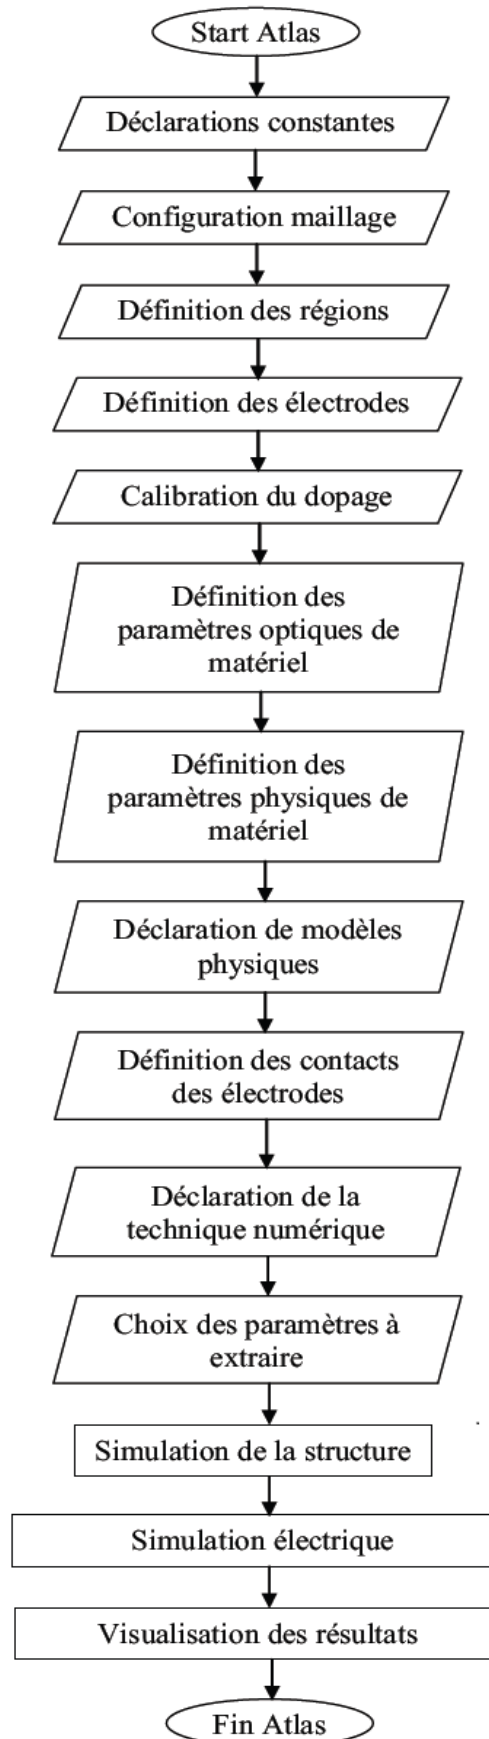 Start Atlas
Déclarations constantes
Configuration maillage
Définition des régions
Définition des électrodes
Calibration du dopage
Définition des
paramètres optiques de
matériel
Définition des
paramètres physiques de
matériel
Déclaration de modèles
physiques
Définition des contacts
des électrodes
Déclaration de la
technique numérique
Choix des paramètres à
extraire
Simulation de la structure
Simulation électrique
Visualisation des résultats
Fin Atlas